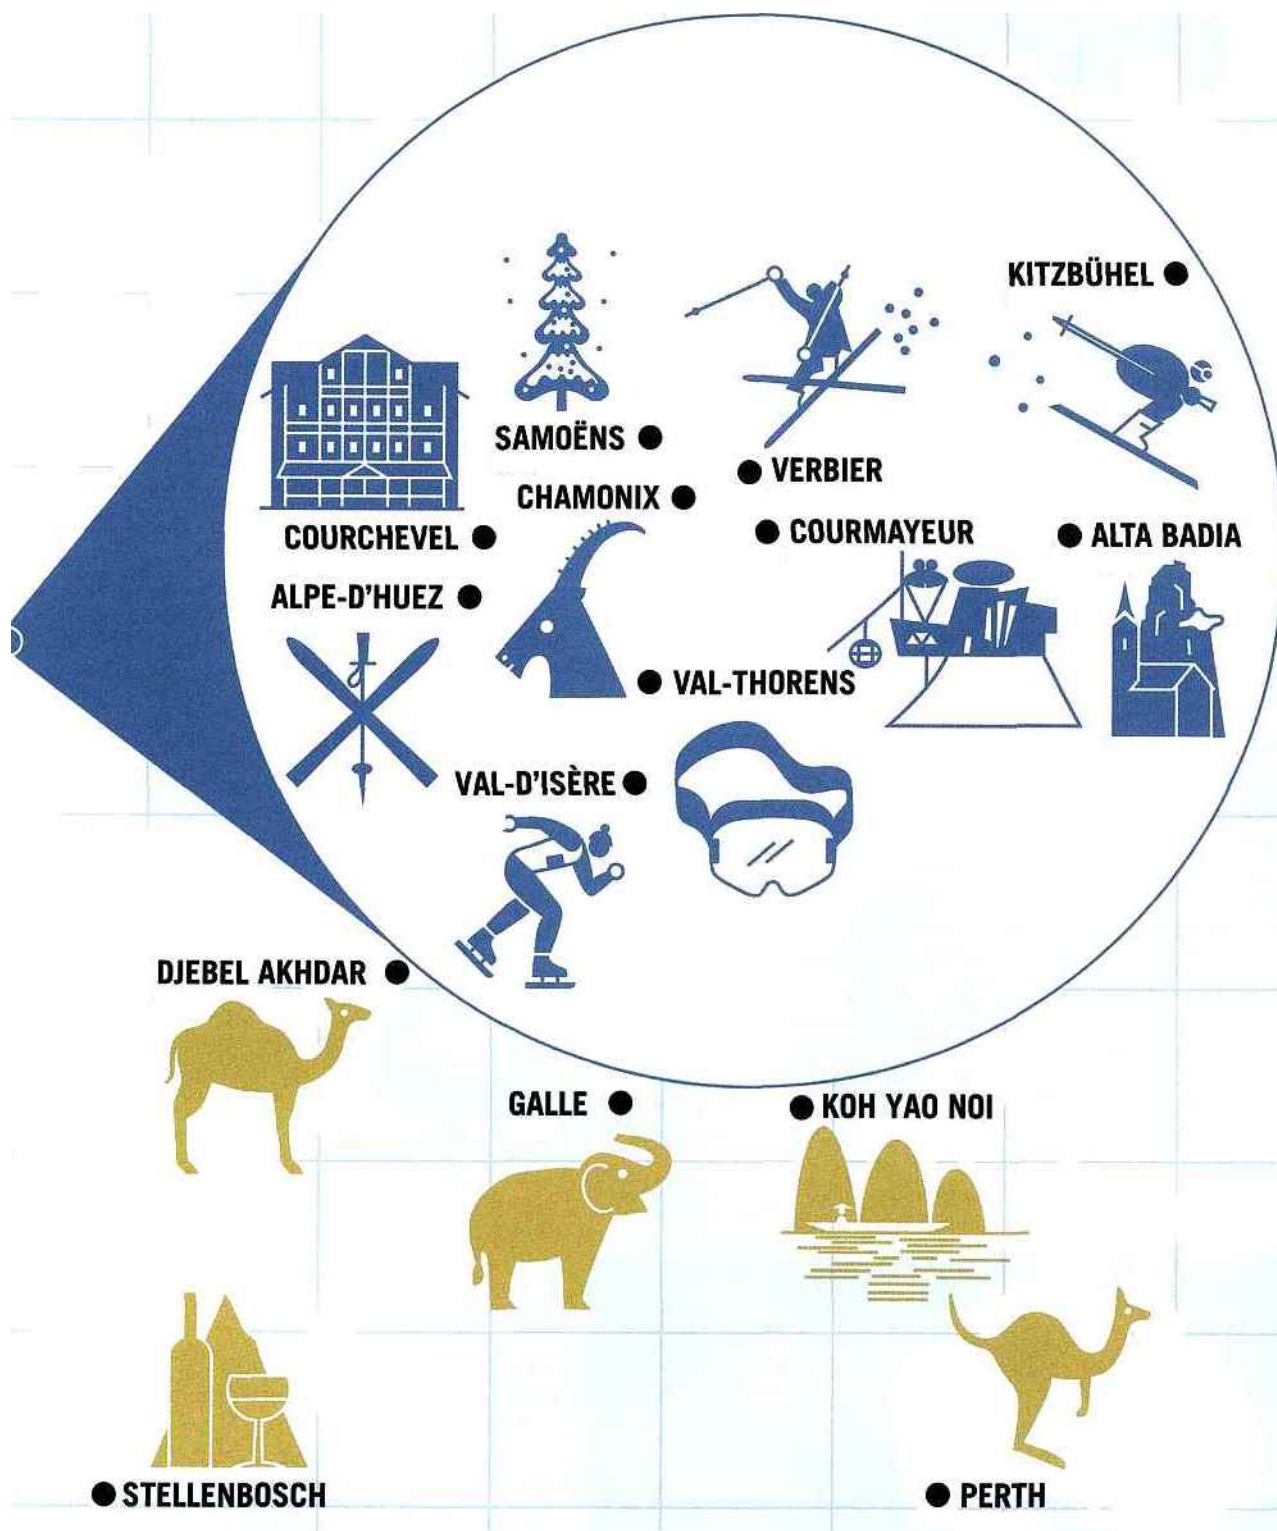 KITZBÜHEL
SAMOËNS
VERBIER
CHAMONIX
COURCHEVEL
COURMAYEUR
ALTA BADIA
ALPE-D'HUEZ
VAL-THORENS
VAL-D'ISÈRE
DJEBEL AKHDAR
GALLE
KOH YAO NOI
STELLENBOSCH
PERTH